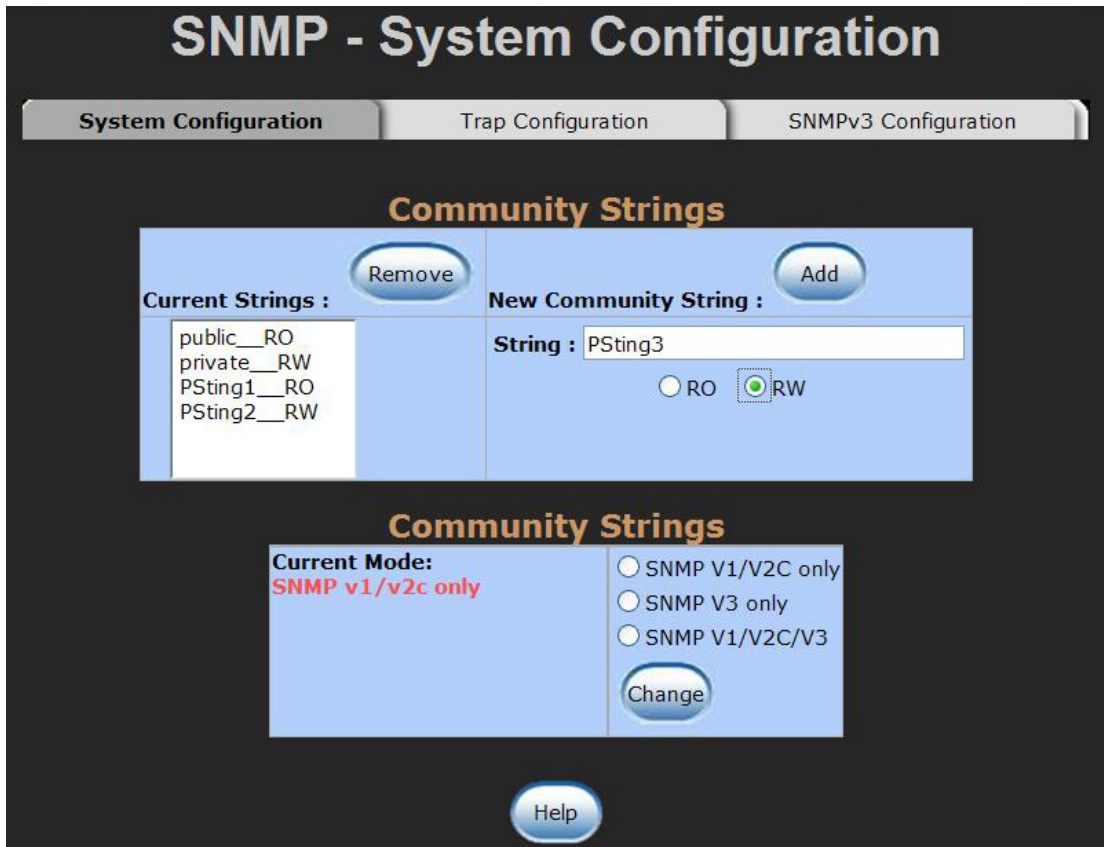 SNMP - System Configuration
System Configuration
Trap Configuration
SNMPv3 Configuration
Community Strings
Remove
Current Strings :
Add
New Community String :
public__RO
private__RW
PSting1__RO
PSting2__RW
String : PSting3
RO RW
Community Strings
Current Mode:
SNMP v1/v2c only
SNMP V1/V2C only
SNMP V3 only
SNMP V1/V2C/V3
Change
Help